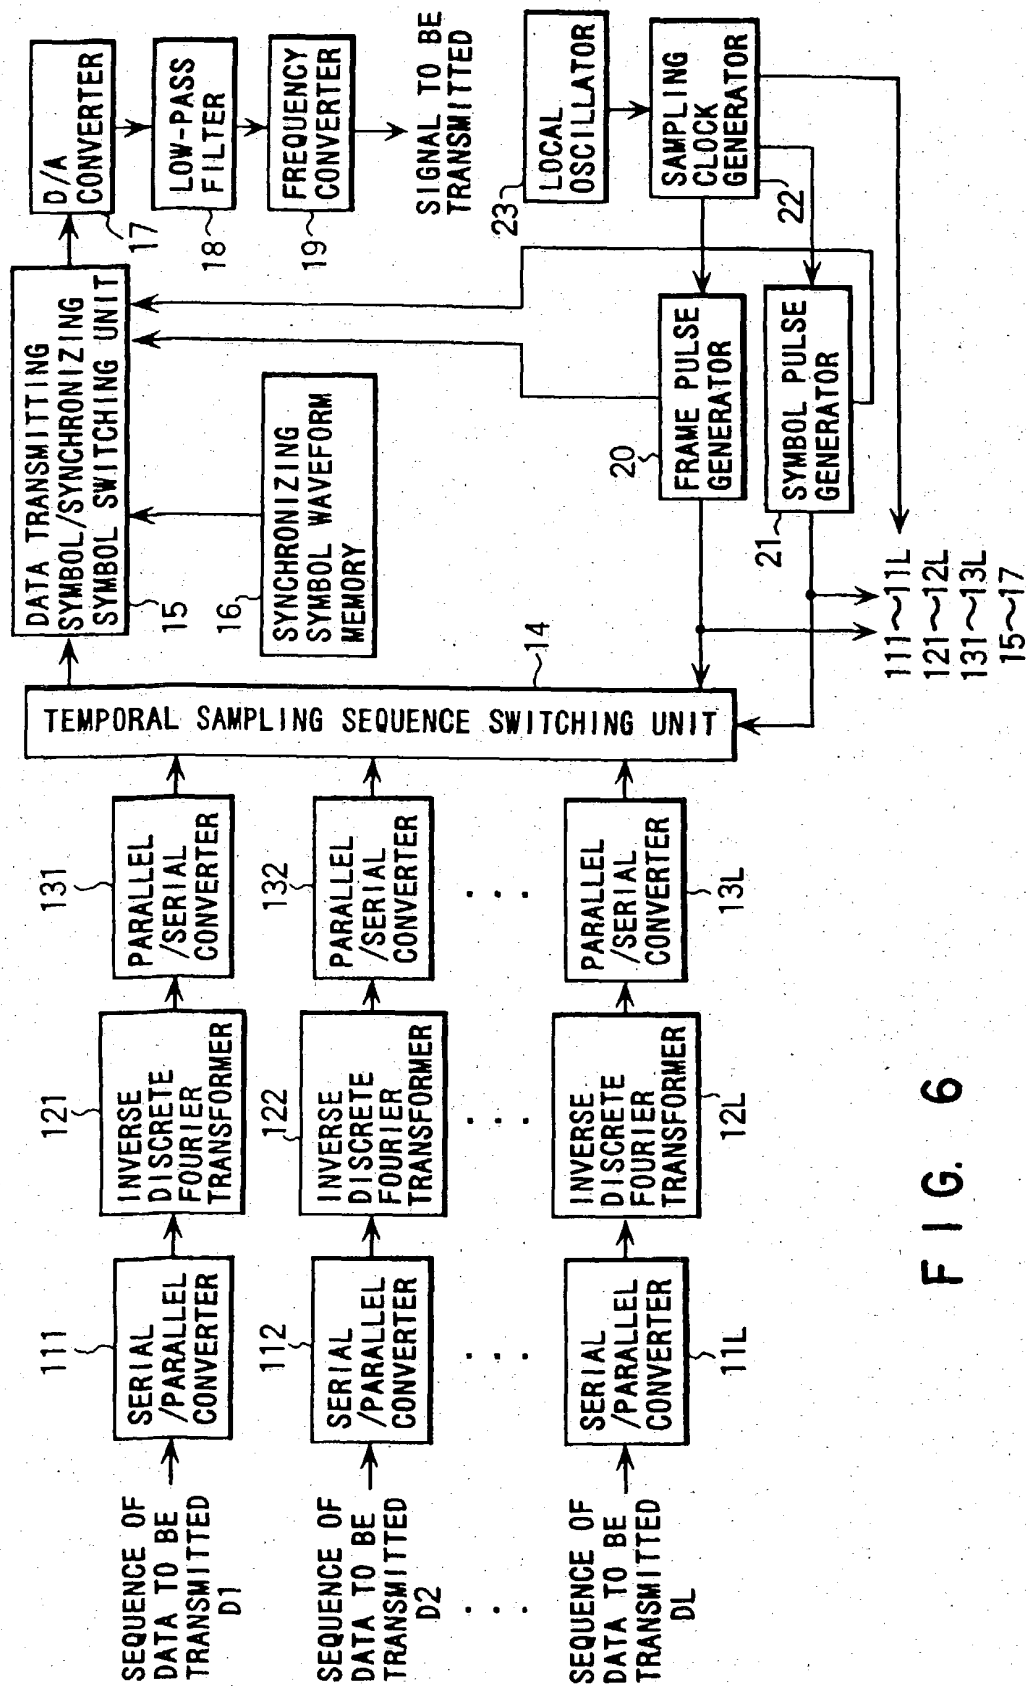 SEQUENCE OF
DATA TO BE
TRANSMITTED
D1
111
SERIAL
/PARALLEL
CONVERTER
121
INVERSE
DISCRETE
FOURIER
TRANSFORMER
131
PARALLEL
/SERIAL
CONVERTER
SEQUENCE OF
DATA TO BE
TRANSMITTED
D2
112
SERIAL
/PARALLEL
CONVERTER
122
INVERSE
DISCRETE
FOURIER
TRANSFORMER
132
PARALLEL
/SERIAL
CONVERTER
SEQUENCE OF
DATA TO BE
TRANSMITTED
DL
11L
SERIAL
/PARALLEL
CONVERTER
12L
INVERSE
DISCRETE
FOURIER
TRANSFORMER
13L
PARALLEL
/SERIAL
CONVERTER
TEMPORAL SAMPLING SEQUENCE SWITCHING UNIT
14
DATA TRANSMITTING
SYMBOL/SYNCHRONIZING
SYMBOL SWITCHING UNIT
15
16
SYNCHRONIZING
SYMBOL WAVEFORM
MEMORY
D/A
CONVERTER
17
LOW-PASS
FILTER
18
FREQUENCY
CONVERTER
19
SIGNAL TO BE
TRANSMITTED
23
LOCAL
OSCILLATOR
SAMPLING
CLOCK
GENERATOR
22
20
FRAME PULSE
GENERATOR
21
SYMBOL PULSE
GENERATOR
111~11L
121~12L
131~13L
15~17
FIG. 6